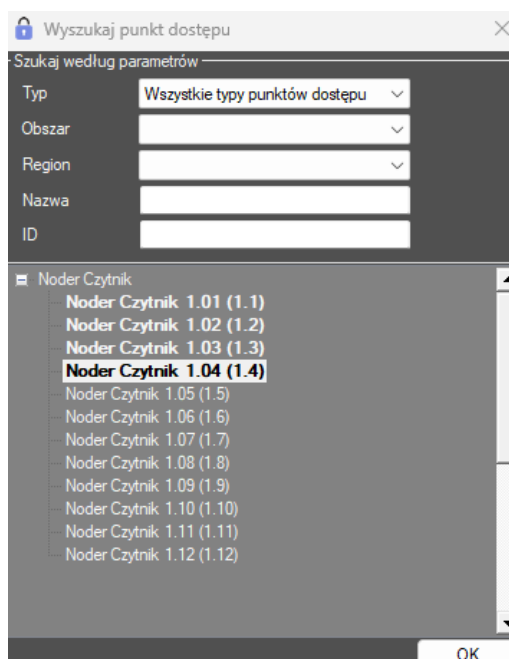 Wyszukaj punkt dostępu
Szukaj według parametrów
Typ Wszystkie typy punktów dostępu
Obszar
Region
Nazwa
ID
Noder Czytnik
Noder Czytnik 1.01 (1.1)
Noder Czytnik 1.02 (1.2)
Noder Czytnik 1.03 (1.3)
Noder Czytnik 1.04 (1.4)
Noder Czytnik 1.05 (1.5)
Noder Czytnik 1.06 (1.6)
Noder Czytnik 1.07 (1.7)
Noder Czytnik 1.08 (1.8)
Noder Czytnik 1.09 (1.9)
Noder Czytnik 1.10 (1.10)
Noder Czytnik 1.11 (1.11)
Noder Czytnik 1.12 (1.12)
OK